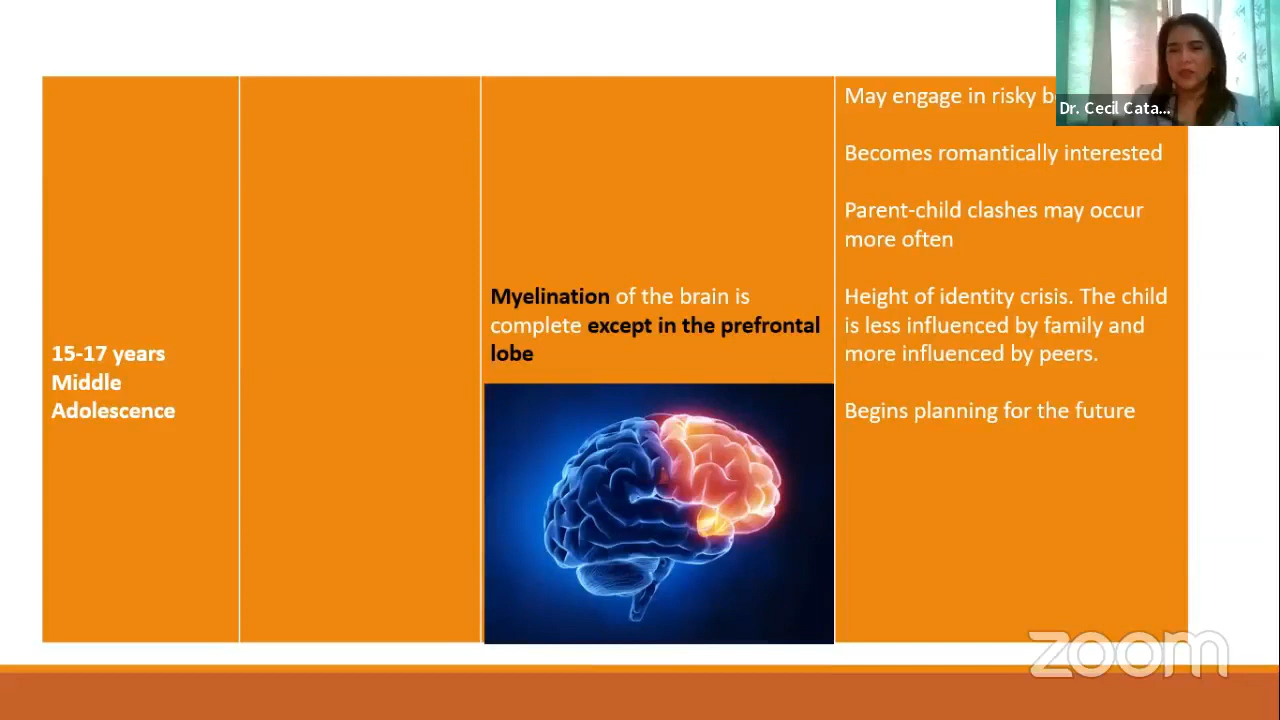 May engage in risky
Dr. Cecil Cata...
Becomes romantically interested
Parent-child clashes may occur
more often
Myelination of the brain is
complete except in the prefrontal
lobe
Height of identity crisis. The child
is less influenced by family and
more influenced by peers.
15-17 years
Middle
Adolescence
Begins planning for the future
zoom